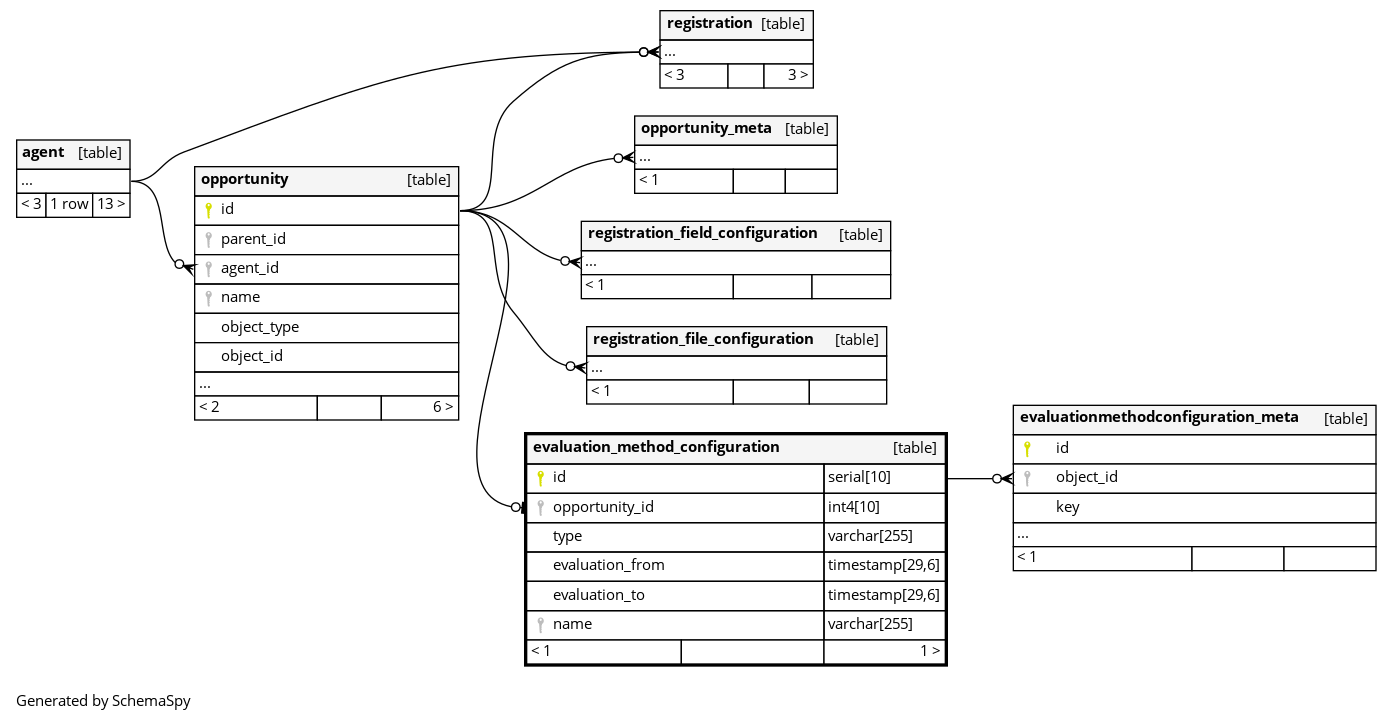 registration [table]
...
< 3 3 >
opportunity_meta [table]
...
< 1
agent [table]
...
< 3 1 row 13 >
opportunity [table]
id
parent_id
agent_id
name
object_type
object_id
...
< 2 6 >
registration_field_configuration [table]
...
< 1
registration_file_configuration [table]
...
< 1
evaluation_method_configuration [table]
id serial[10]
opportunity_id int4[10]
type varchar[255]
evaluation_from timestamp[29,6]
evaluation_to timestamp[29,6]
name varchar[255]
< 1 1 >
evaluationmethodconfiguration_meta [table]
id
object_id
key
...
< 1
Generated by SchemaSpy